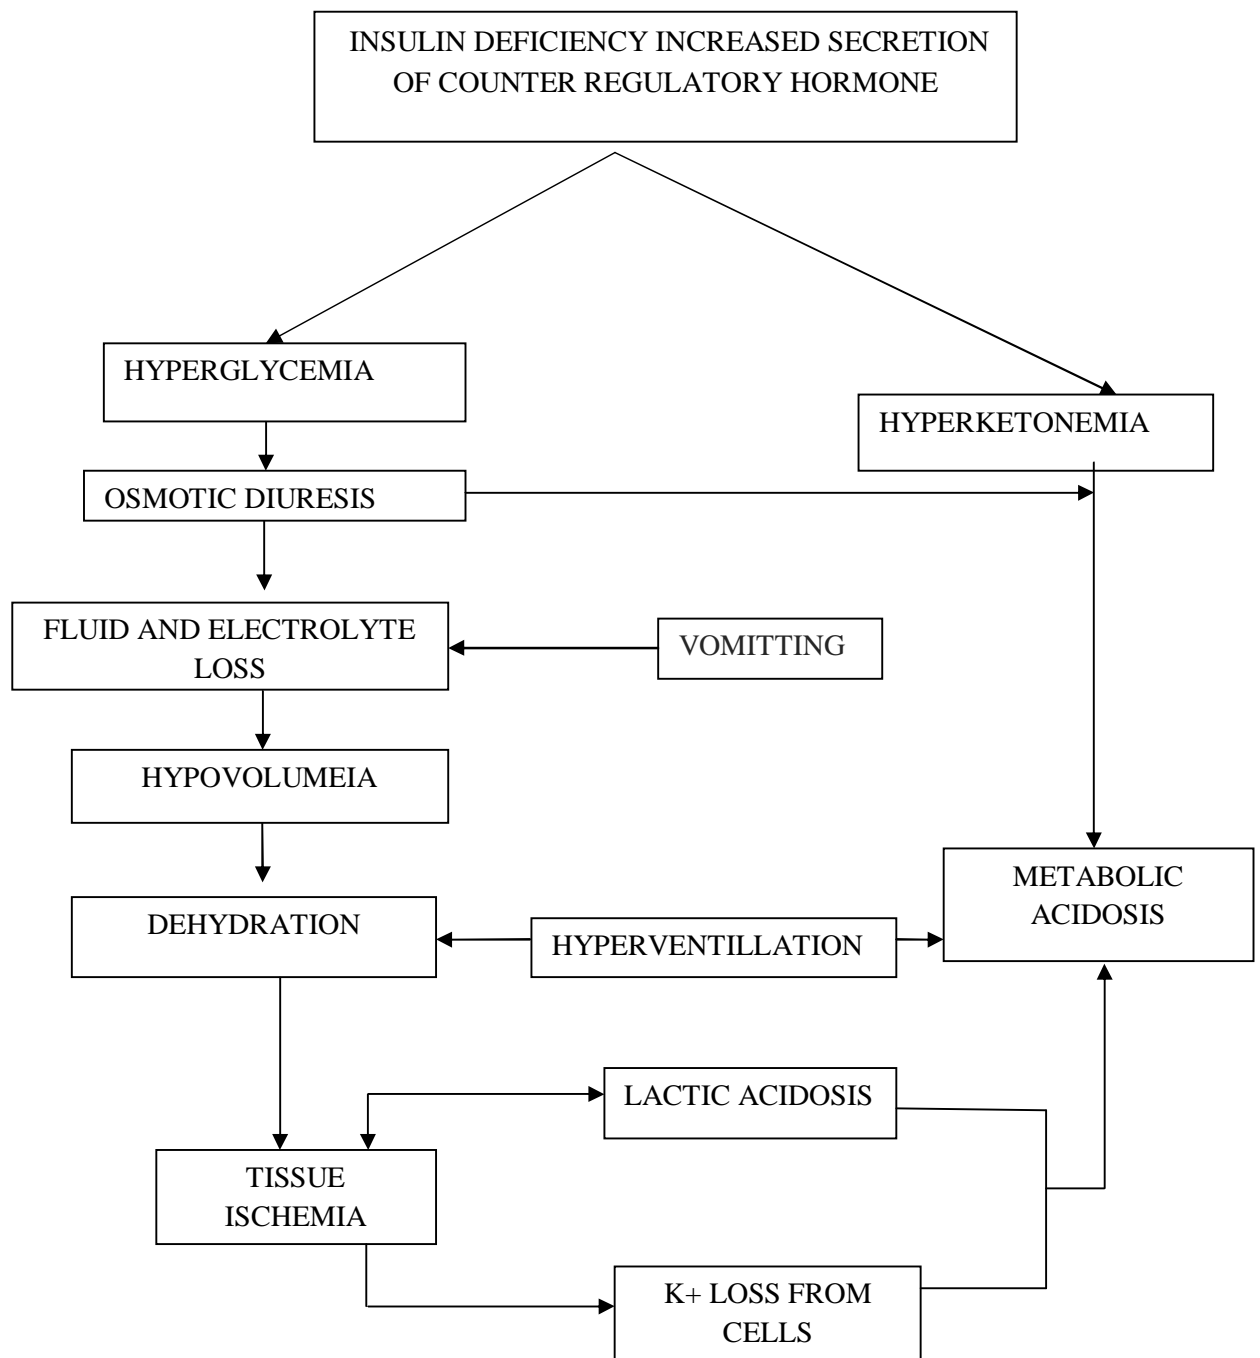 INSULIN DEFICIENCY INCREASED SECRETION
OF COUNTER REGULATORY HORMONE
HYPERGLYCEMIA
HYPERKETONEMIA
OSMOTIC DIURESIS
FLUID AND ELECTROLYTE
LOSS
VOMITTING
HYPOVOLUMEIA
METABOLIC
ACIDOSIS
DEHYDRATION
HYPERVENTILLATION
LACTIC ACIDOSIS
TISSUE
ISCHEMIA
K+ LOSS FROM
CELLS